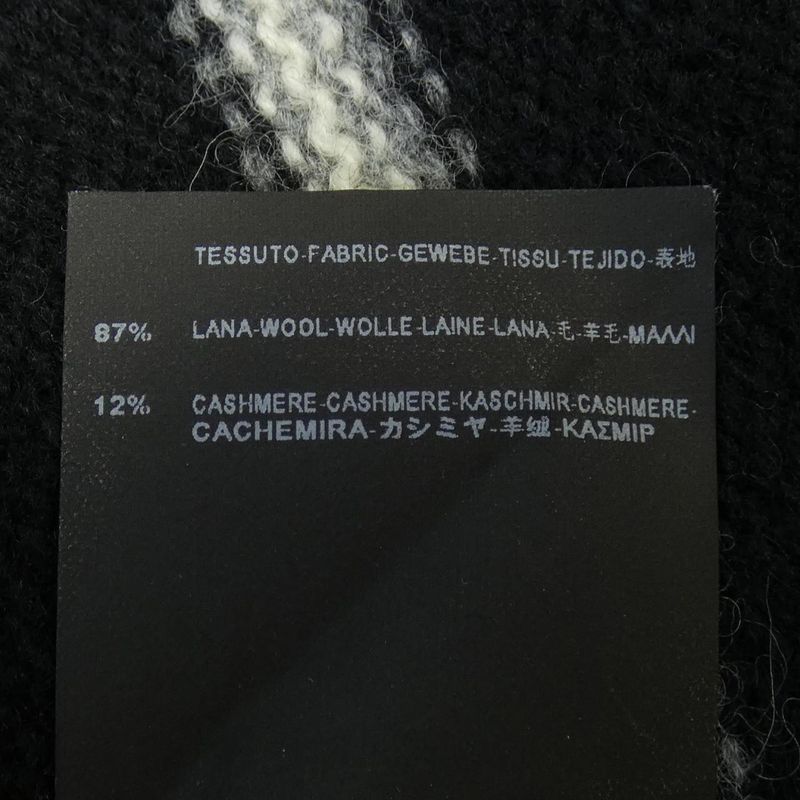 TESSUTO-FABRIC-GEWEBE-TISSU-TEJIDO-表地
87% LANA-WOOL-WOLLE-LAINE-LANA 毛-羊毛-ΜΑΛΛΙ
12% CASHMERE-CASHMERE-KASCHMIR-CASHMERE-
CACHEMIRA-カシミヤ-羊绒-ΚΑΣΜΙΡ